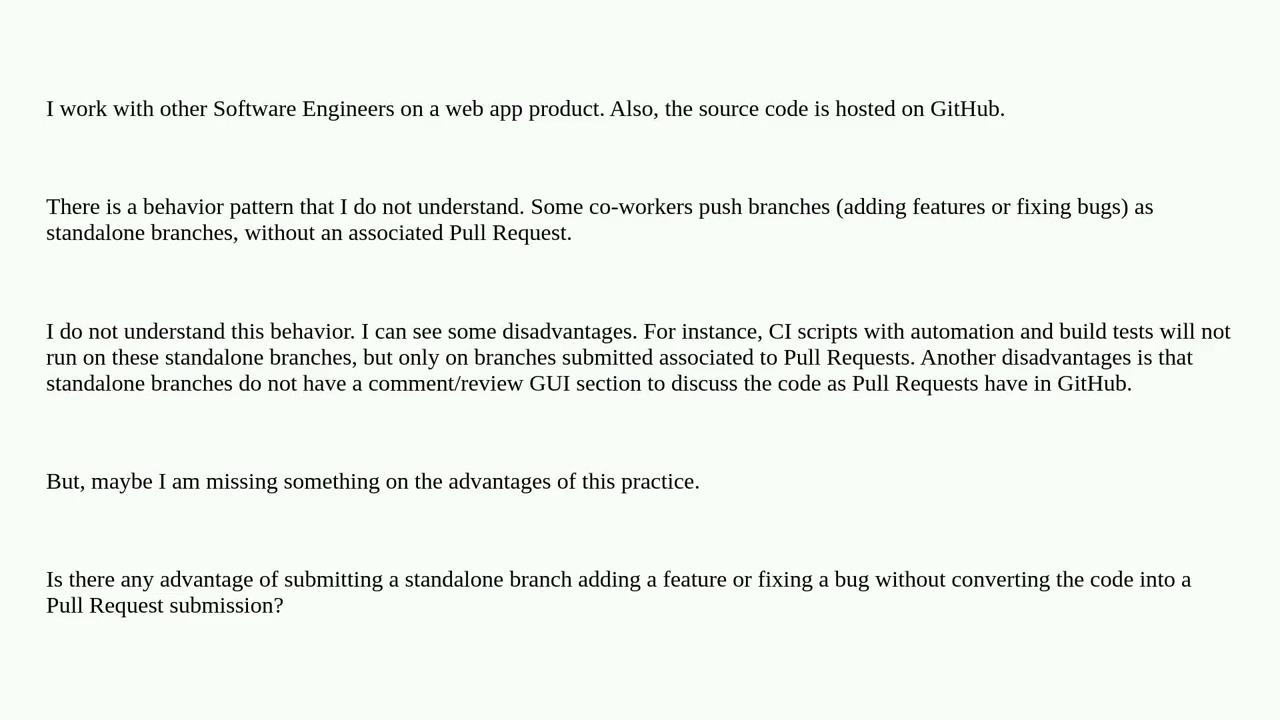 I work with other Software Engineers on a web app product. Also, the source code is hosted on GitHub.
There is a behavior pattern that I do not understand. Some co-workers push branches (adding features or fixing bugs) as
standalone branches, without an associated Pull Request.
I do not understand this behavior. I can see some disadvantages. For instance, CI scripts with automation and build tests will not
run on these standalone branches, but only on branches submitted associated to Pull Requests. Another disadvantages is that
standalone branches do not have a comment/review GUI section to discuss the code as Pull Requests have in GitHub.
But, maybe I am missing something on the advantages of this practice.
Is there any advantage of submitting a standalone branch adding a feature or fixing a bug without converting the code into a
Pull Request submission?